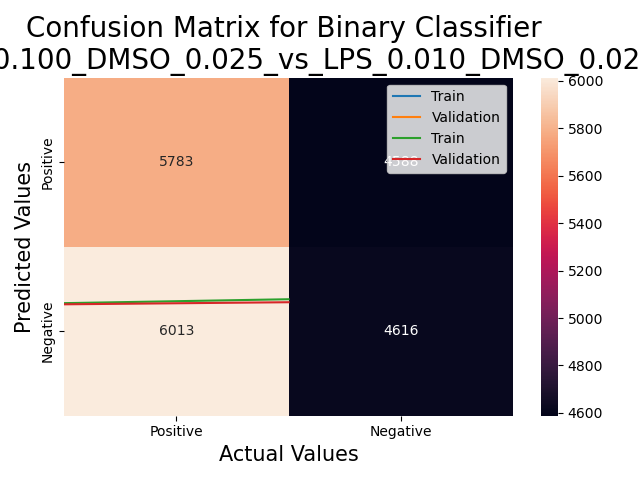 Confusion Matrix for Binary Classifier
0.100_DMSO_0.025_vs_LPS_0.010_DMSO_0.02
Train
Validation
Train
Validation
Predicted Values
Positive
Negative
5783
6013
4616
Positive
Negative
Actual Values
6000
5800
5600
5400
5200
5000
4800
4600